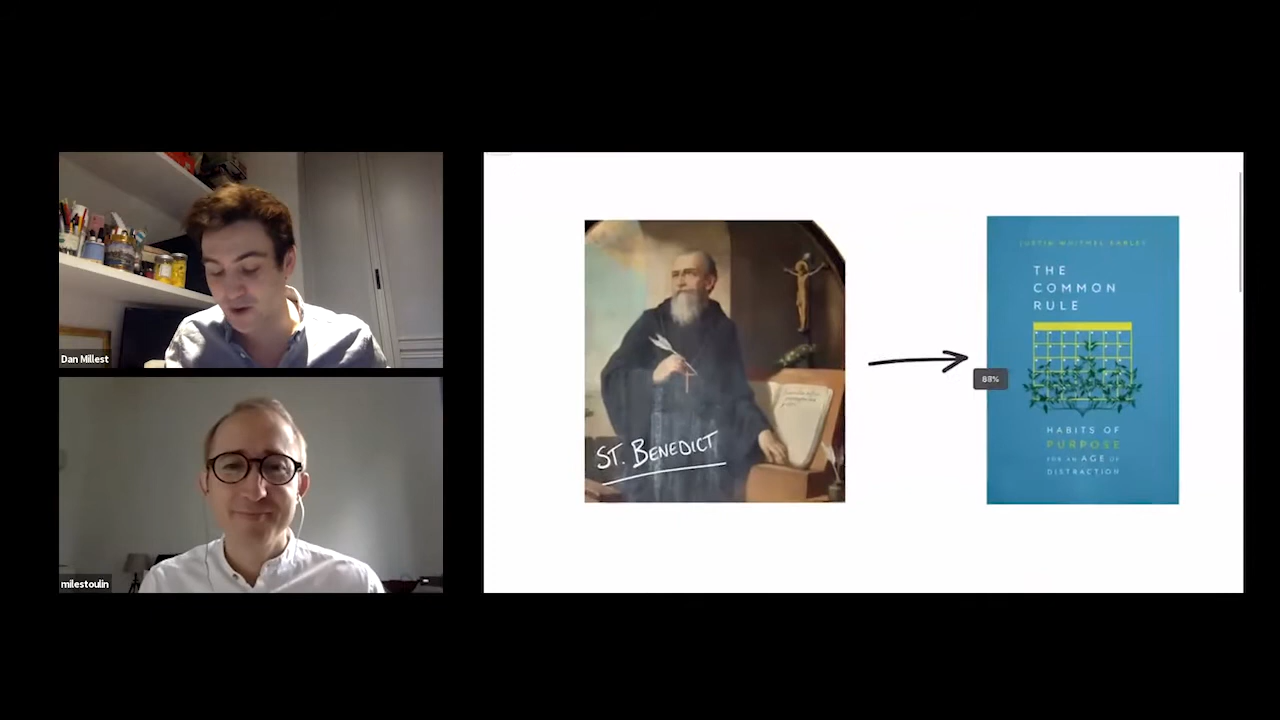 Dan Millest
milestoulin
ST. BENEDICT
88%
JUSTIN WHITMEL EARLEY
THE
COMMON
RULE
HABITS OF
PURPOSE
FOR AN AGE OF
DISTRACTION